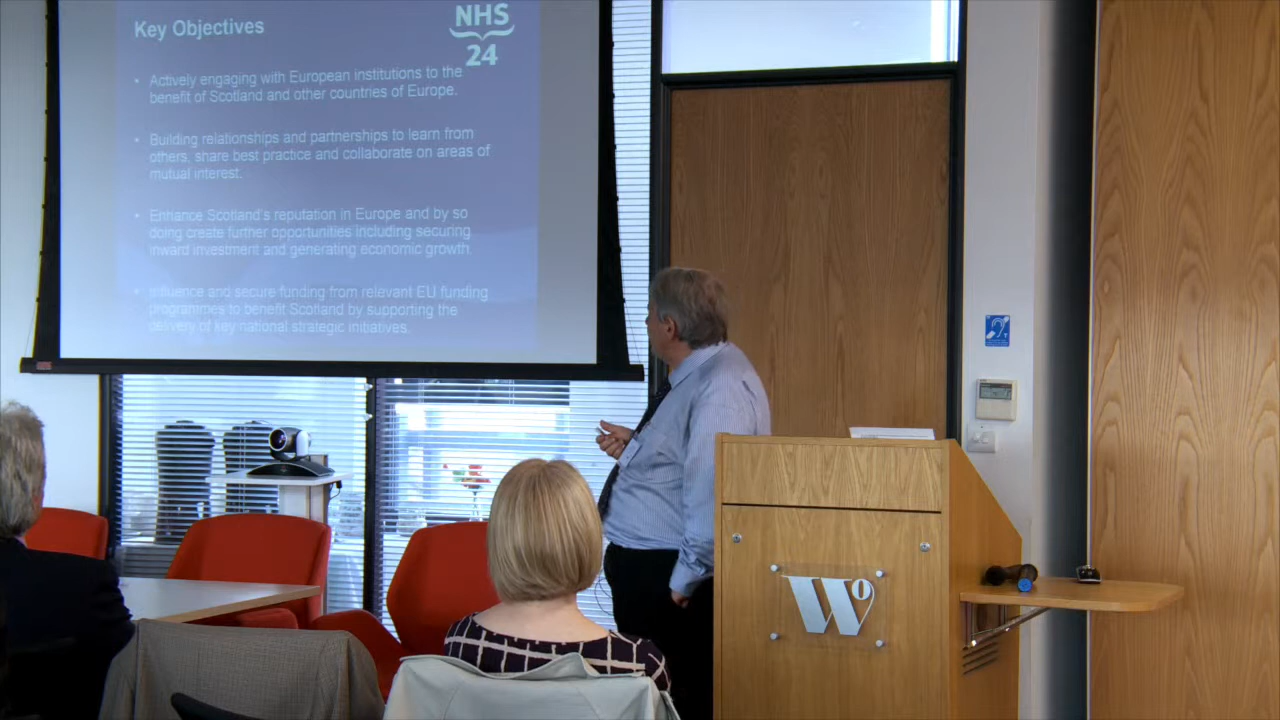 Key Objectives
NHS
24
• Actively engaging with European institutions to the
benefit of Scotland and other countries of Europe.
• Building relationships and partnerships to learn from
others, share best practice and collaborate on areas of
mutual interest.
• Enhance Scotland's reputation in Europe and by so
doing create further opportunities including securing
inward investment and generating economic growth.
• Influence and secure funding from relevant EU funding
programmes to benefit Scotland by supporting the
delivery of key national strategic initiatives.
Wo